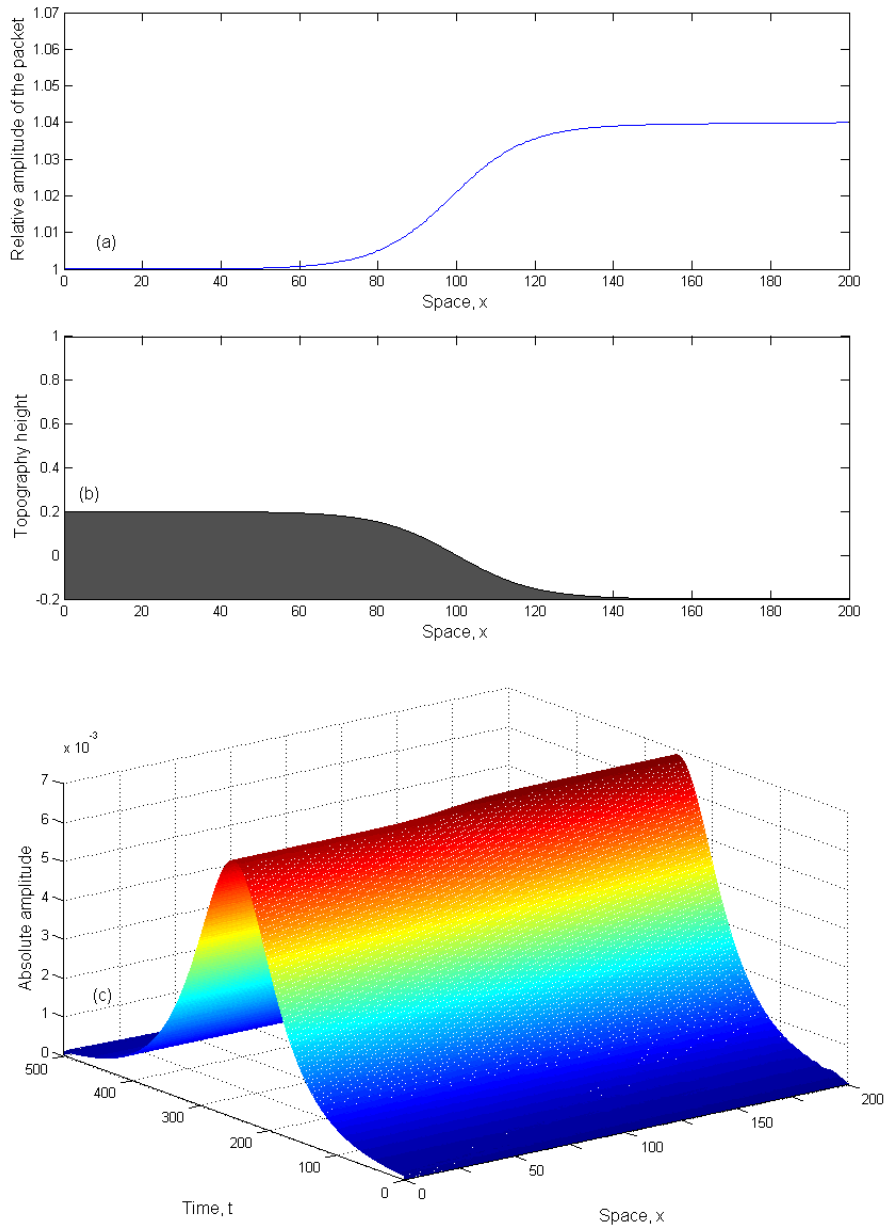 1.07
1.06
1.05
1.04
1.03
1.02
1.01
1
Relative amplitude of the packet
(a)
0 20 40 60 80 100 120 140 160 180 200
Space, x
1
0.8
0.6
0.4
0.2
0
-0.2
Topography height
(b)
0 20 40 60 80 100 120 140 160 180 200
Space, x
x 10^-3
7
6
5
4
3
2
1
0
Absolute amplitude
(c)
500
400
300
200
100
0
Time, t
0
50
100
150
200
Space, x